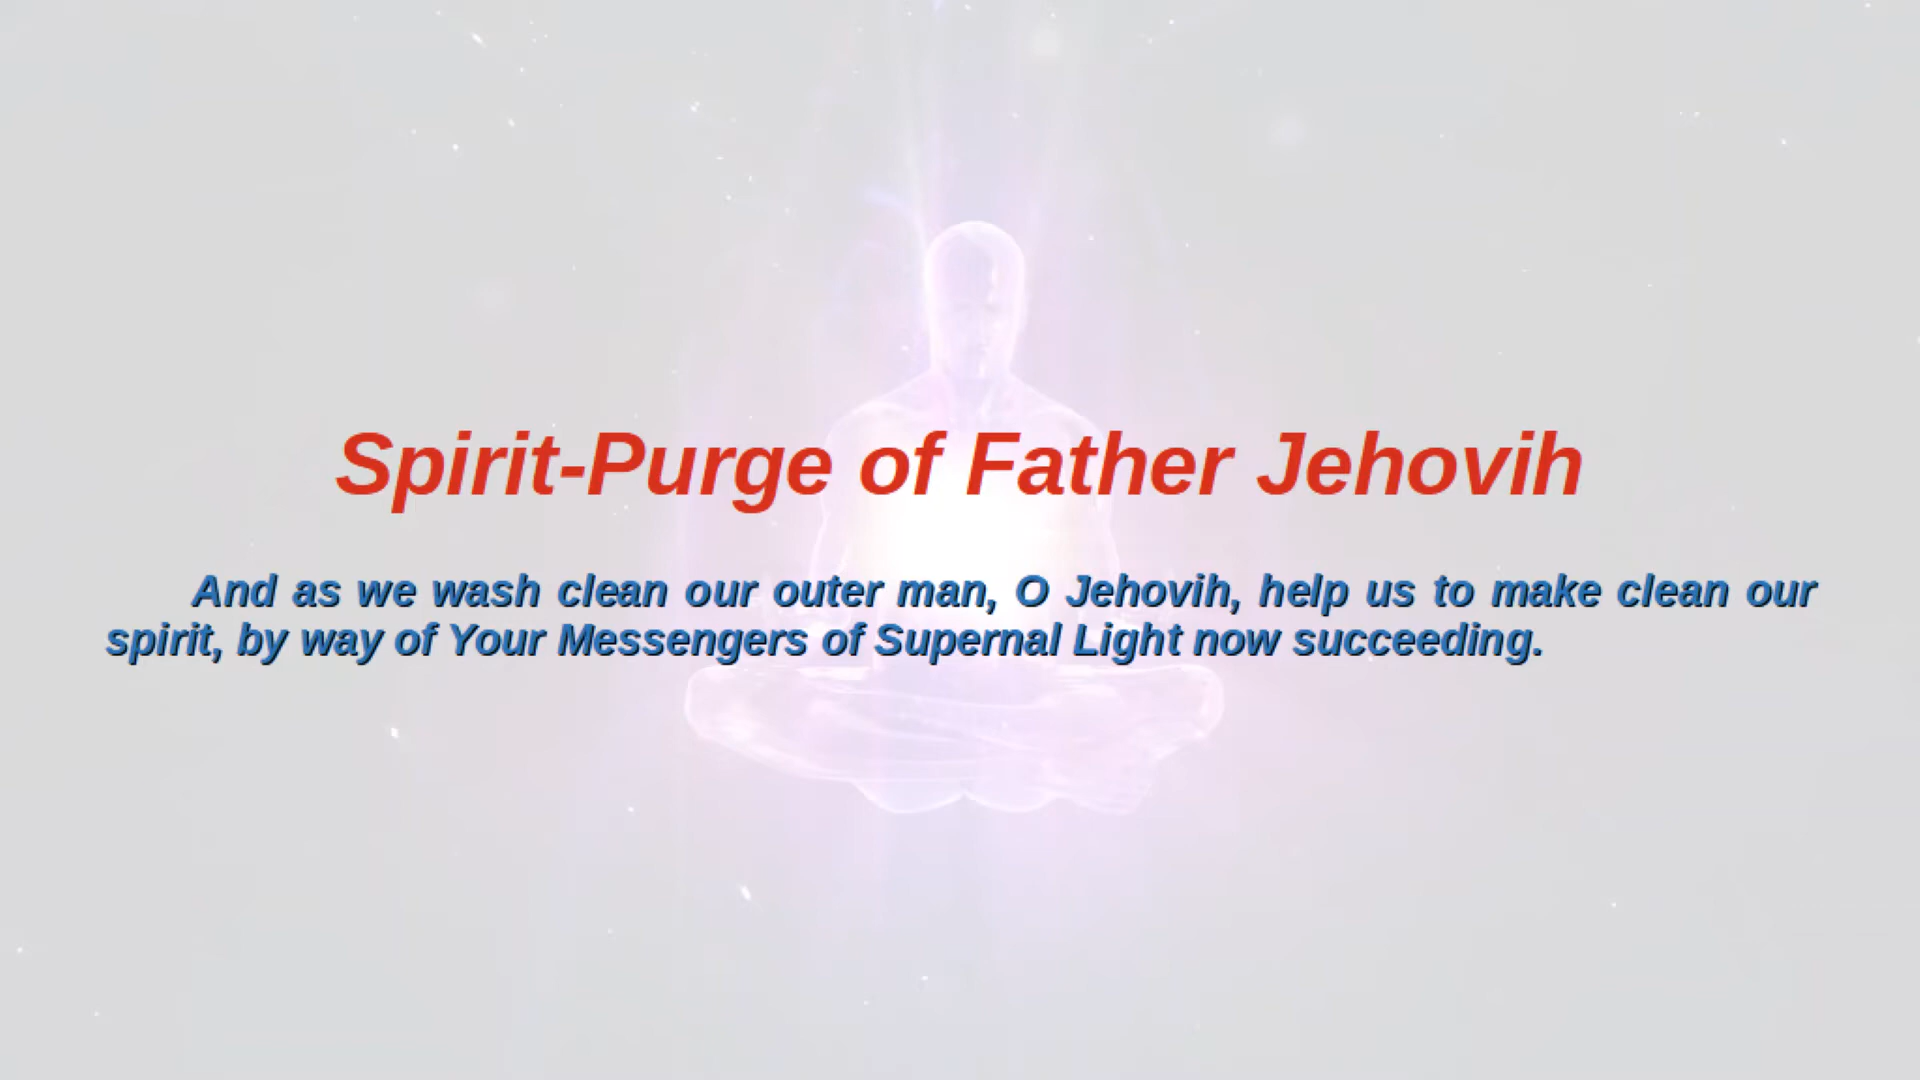 Spirit-Purge of Father Jehovih
And as we wash clean our outer man, O Jehovih, help us to make clean our
spirit, by way of Your Messengers of Supernal Light now succeeding.